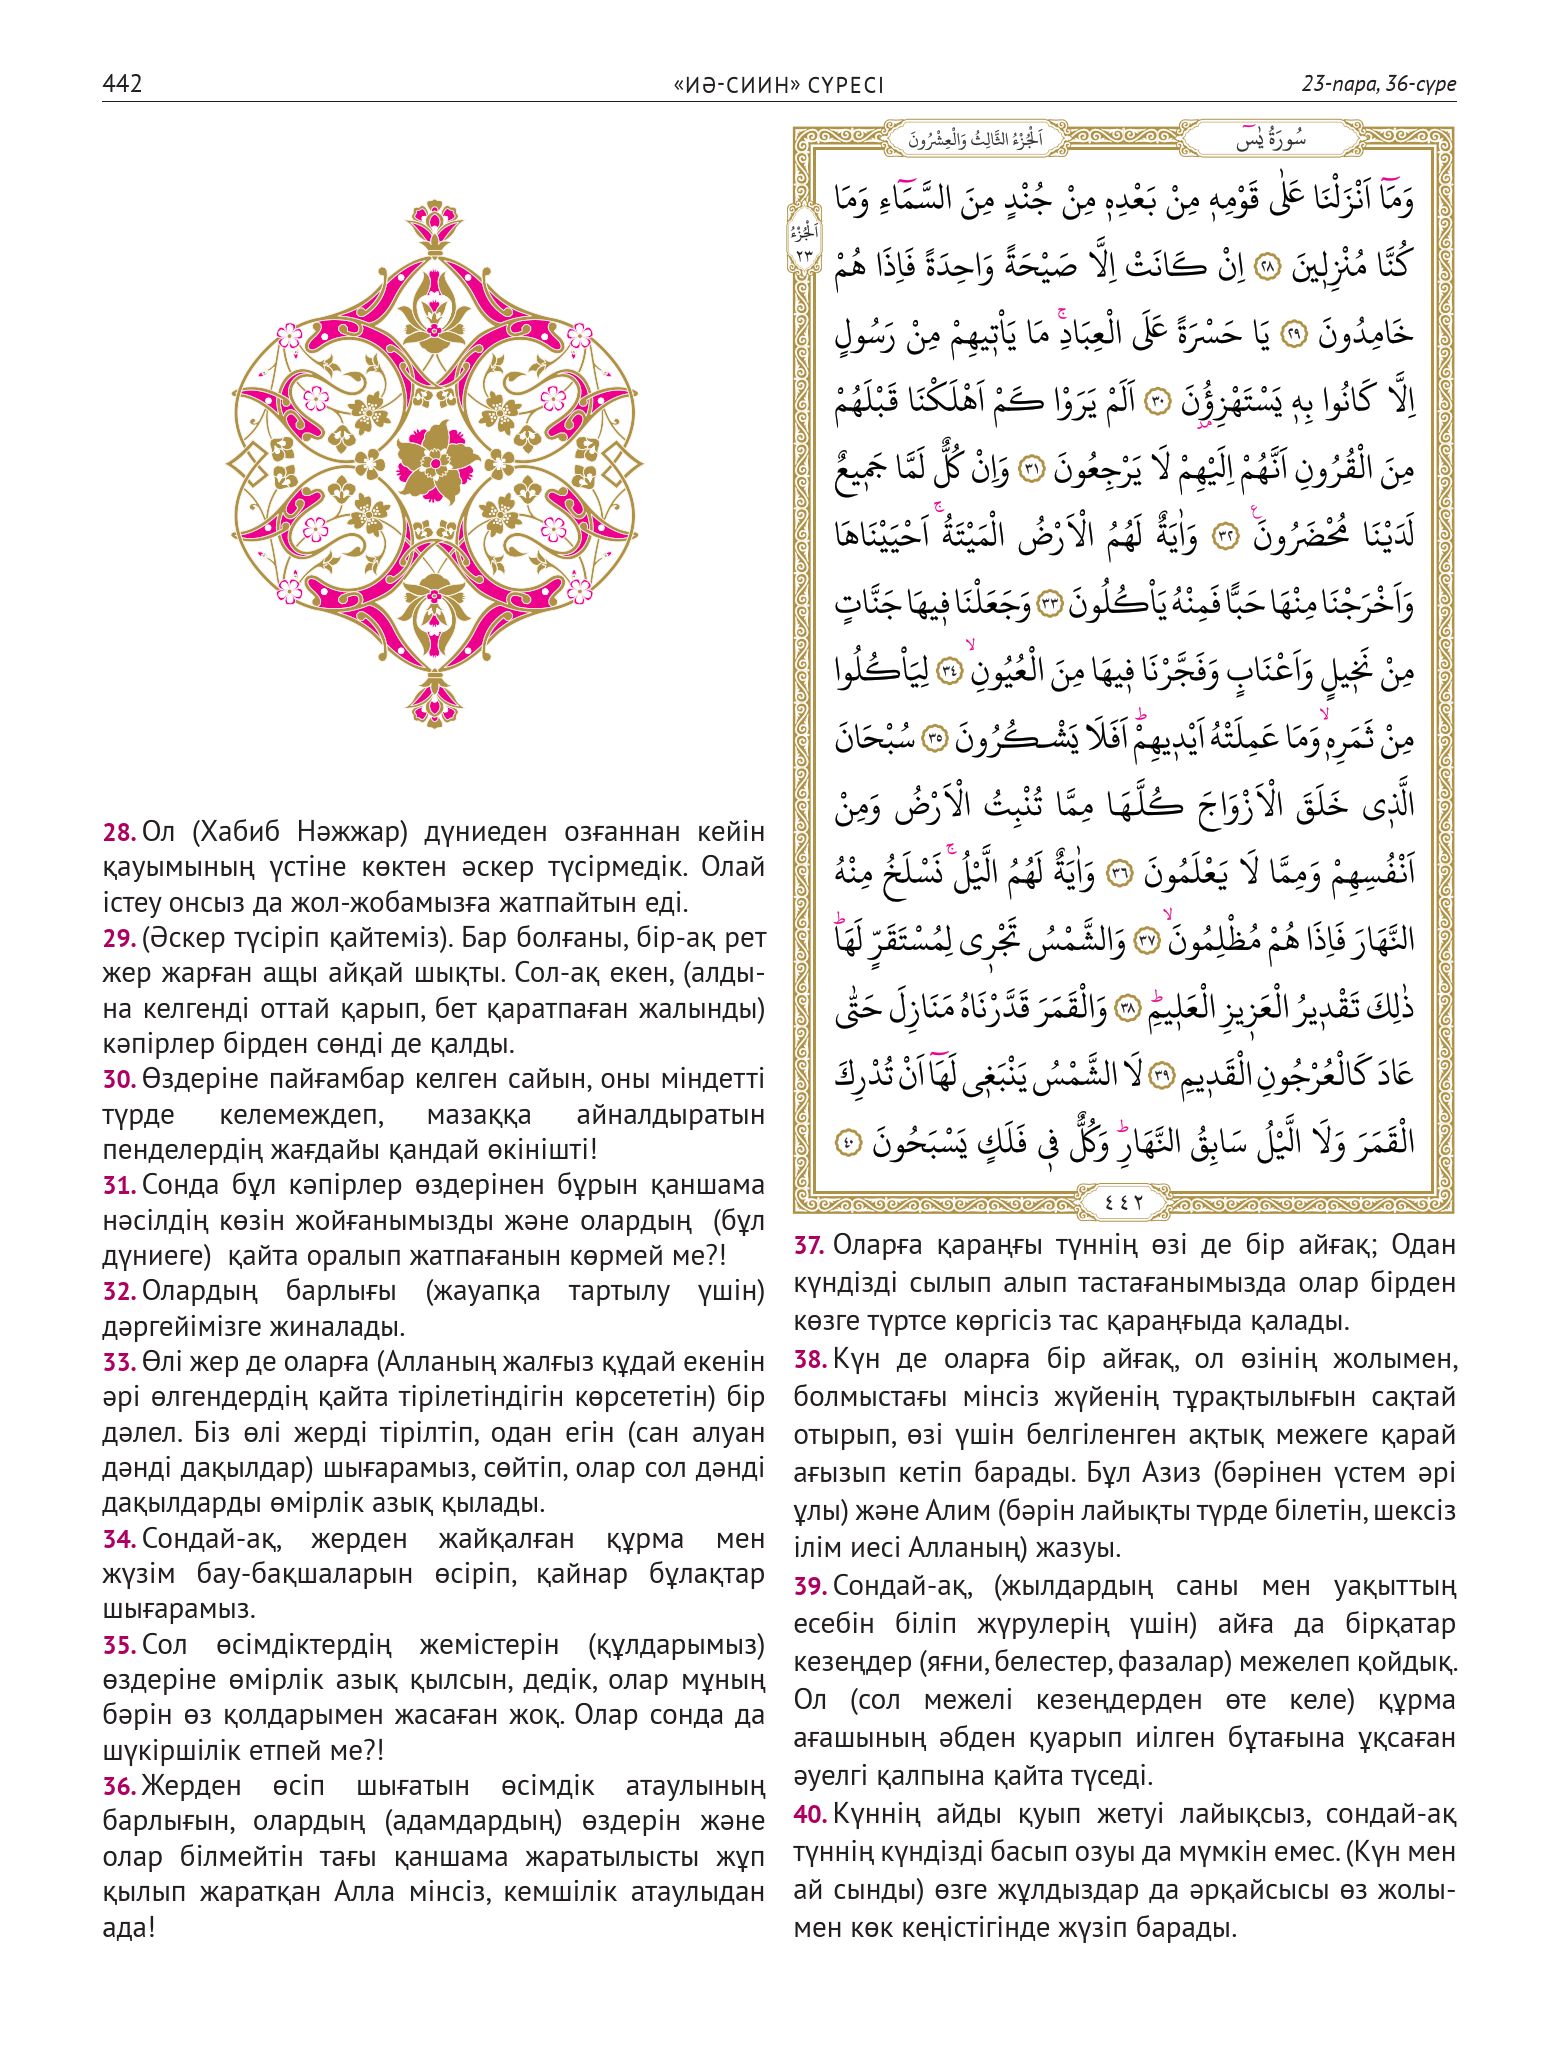 442
«ИӘ-СИИН» СҮРЕСІ
23-пара, 36-сүре
اَلْجُزْءُ الثَّالِثُ وَالْعِشْرُونَ
سُورَةُ يٰسٓ
اَلْجُزْءُ
٢٣
وَمَٓا اَنْزَلْنَا عَلٰى قَوْمِه۪ مِنْ بَعْدِه۪ مِنْ جُنْدٍ مِنَ السَّمَٓاءِ وَمَا
كُنَّا مُنْزِل۪ينَ ﴿٢٨﴾ اِنْ كَانَتْ اِلَّا صَيْحَةً وَاحِدَةً فَاِذَا هُمْ
خَامِدُونَ ﴿٢٩﴾ يَا حَسْرَةً عَلَى الْعِبَادِۚ مَا يَأْت۪يهِمْ مِنْ رَسُولٍ
اِلَّا كَانُوا بِه۪ يَسْتَهْزِؤُ۫نَ ﴿٣٠﴾ اَلَمْ يَرَوْا كَمْ اَهْلَكْنَا قَبْلَهُمْ
مِنَ الْقُرُونِ اَنَّهُمْ اِلَيْهِمْ لَا يَرْجِعُونَ ﴿٣١﴾ وَاِنْ كُلٌّ لَمَّا جَم۪يعٌ
لَدَيْنَا مُحْضَرُونَ۟ ﴿٣٢﴾ وَاٰيَةٌ لَهُمُ الْاَرْضُ الْمَيْتَةُۚ اَحْيَيْنَاهَا
وَاَخْرَجْنَا مِنْهَا حَبًّا فَمِنْهُ يَأْكُلُونَ ﴿٣٣﴾ وَجَعَلْنَا ف۪يهَا جَنَّاتٍ
مِنْ نَخ۪يلٍ وَاَعْنَابٍ وَفَجَّرْنَا ف۪يهَا مِنَ الْعُيُونِۙ ﴿٣٤﴾ لِيَأْكُلُوا
مِنْ ثَمَرِه۪ۙ وَمَا عَمِلَتْهُ اَيْد۪يهِمْۜ اَفَلَا يَشْكُرُونَ ﴿٣٥﴾ سُبْحَانَ
الَّذ۪ي خَلَقَ الْاَزْوَاجَ كُلَّهَا مِمَّا تُنْبِتُ الْاَرْضُ وَمِنْ
اَنْفُسِهِمْ وَمِمَّا لَا يَعْلَمُونَ ﴿٣٦﴾ وَاٰيَةٌ لَهُمُ الَّيْلُۚ نَسْلَخُ مِنْهُ
النَّهَارَ فَاِذَا هُمْ مُظْلِمُونَۙ ﴿٣٧﴾ وَالشَّمْسُ تَجْر۪ي لِمُسْتَقَرٍّ لَهَاۜ
ذٰلِكَ تَقْد۪يرُ الْعَز۪يزِ الْعَل۪يمِۜ ﴿٣٨﴾ وَالْقَمَرَ قَدَّرْنَاهُ مَنَازِلَ حَتّٰى
عَادَ كَالْعُرْجُونِ الْقَد۪يمِ ﴿٣٩﴾ لَا الشَّمْسُ يَنْبَغ۪ي لَهَٓا اَنْ تُدْرِكَ
الْقَمَرَ وَلَا الَّيْلُ سَابِقُ النَّهَارِۜ وَكُلٌّ ف۪ي فَلَكٍ يَسْبَحُونَ ﴿٤٠﴾
٤٤٢
28. Ол (Хабиб Нәжжар) дүниеден озғаннан кейін
қауымының үстіне көктен әскер түсірмедік. Олай
істеу онсыз да жол-жобамызға жатпайтын еді.
29. (Әскер түсіріп қайтеміз). Бар болғаны, бір-ақ рет
жер жарған ащы айқай шықты. Сол-ақ екен, (алды-
на келгенді оттай қарып, бет қаратпаған жалынды)
кәпірлер бірден сөнді де қалды.
30. Өздеріне пайғамбар келген сайын, оны міндетті
түрде келемеждеп, мазаққа айналдыратын
пенделердің жағдайы қандай өкінішті!
31. Сонда бұл кәпірлер өздерінен бұрын қаншама
нәсілдің көзін жойғанымызды және олардың (бұл
дүниеге) қайта оралып жатпағанын көрмей ме?!
32. Олардың барлығы (жауапқа тартылу үшін)
дәргейімізге жиналады.
33. Өлі жер де оларға (Алланың жалғыз құдай екенін
әрі өлгендердің қайта тірілетіндігін көрсететін) бір
дәлел. Біз өлі жерді тірілтіп, одан егін (сан алуан
дәнді дақылдар) шығарамыз, сөйтіп, олар сол дәнді
дақылдарды өмірлік азық қылады.
34. Сондай-ақ, жерден жайқалған құрма мен
жүзім бау-бақшаларын өсіріп, қайнар бұлақтар
шығарамыз.
35. Сол өсімдіктердің жемістерін (құлдарымыз)
өздеріне өмірлік азық қылсын, дедік, олар мұның
бәрін өз қолдарымен жасаған жоқ. Олар сонда да
шүкіршілік етпей ме?!
36. Жерден өсіп шығатын өсімдік атаулының
барлығын, олардың (адамдардың) өздерін және
олар білмейтін тағы қаншама жаратылысты жұп
қылып жаратқан Алла мінсіз, кемшілік атаулыдан
ада!
37. Оларға қараңғы түннің өзі де бір айғақ; Одан
күндізді сылып алып тастағанымызда олар бірден
көзге түртсе көргісіз тас қараңғыда қалады.
38. Күн де оларға бір айғақ, ол өзінің жолымен,
болмыстағы мінсіз жүйенің тұрақтылығын сақтай
отырып, өзі үшін белгіленген ақтық межеге қарай
ағызып кетіп барады. Бұл Азиз (бәрінен үстем әрі
ұлы) және Алим (бәрін лайықты түрде білетін, шексіз
ілім иесі Алланың) жазуы.
39. Сондай-ақ, (жылдардың саны мен уақыттың
есебін біліп жүрулерің үшін) айға да бірқатар
кезеңдер (яғни, белестер, фазалар) межелеп қойдық.
Ол (сол межелі кезеңдерден өте келе) құрма
ағашының әбден қуарып иілген бұтағына ұқсаған
әуелгі қалпына қайта түседі.
40. Күннің айды қуып жетуі лайықсыз, сондай-ақ
түннің күндізді басып озуы да мүмкін емес. (Күн мен
ай сынды) өзге жұлдыздар да әрқайсысы өз жолы-
мен көк кеңістігінде жүзіп барады.